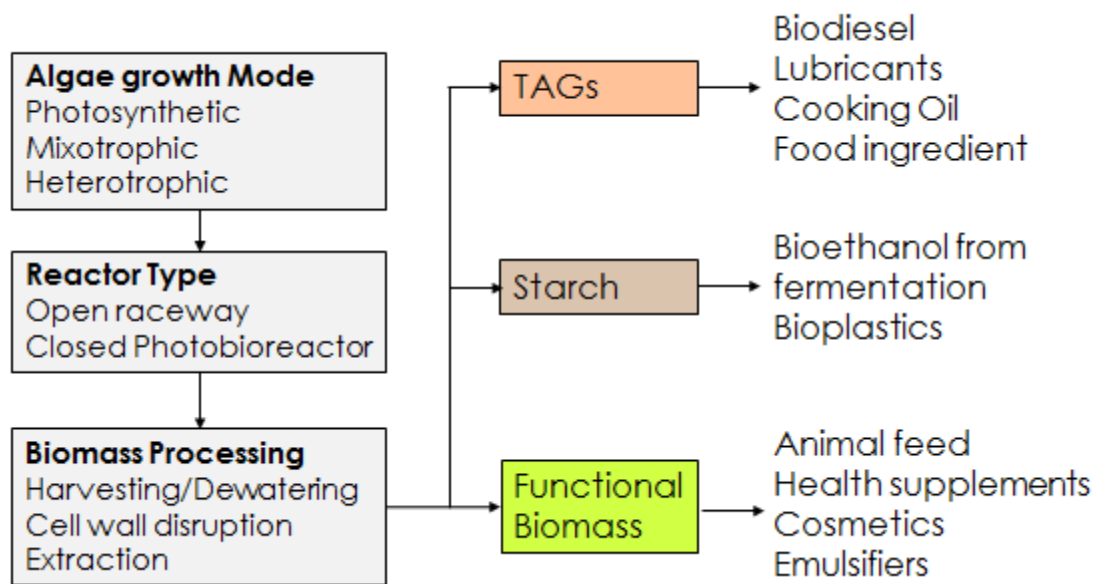 Algae growth Mode
Photosynthetic
Mixotrophic
Heterotrophic
Reactor Type
Open raceway
Closed Photobioreactor
Biomass Processing
Harvesting/Dewatering
Cell wall disruption
Extraction
TAGs
Biodiesel
Lubricants
Cooking Oil
Food ingredient
Starch
Bioethanol from
fermentation
Bioplastics
Functional
Biomass
Animal feed
Health supplements
Cosmetics
Emulsifiers